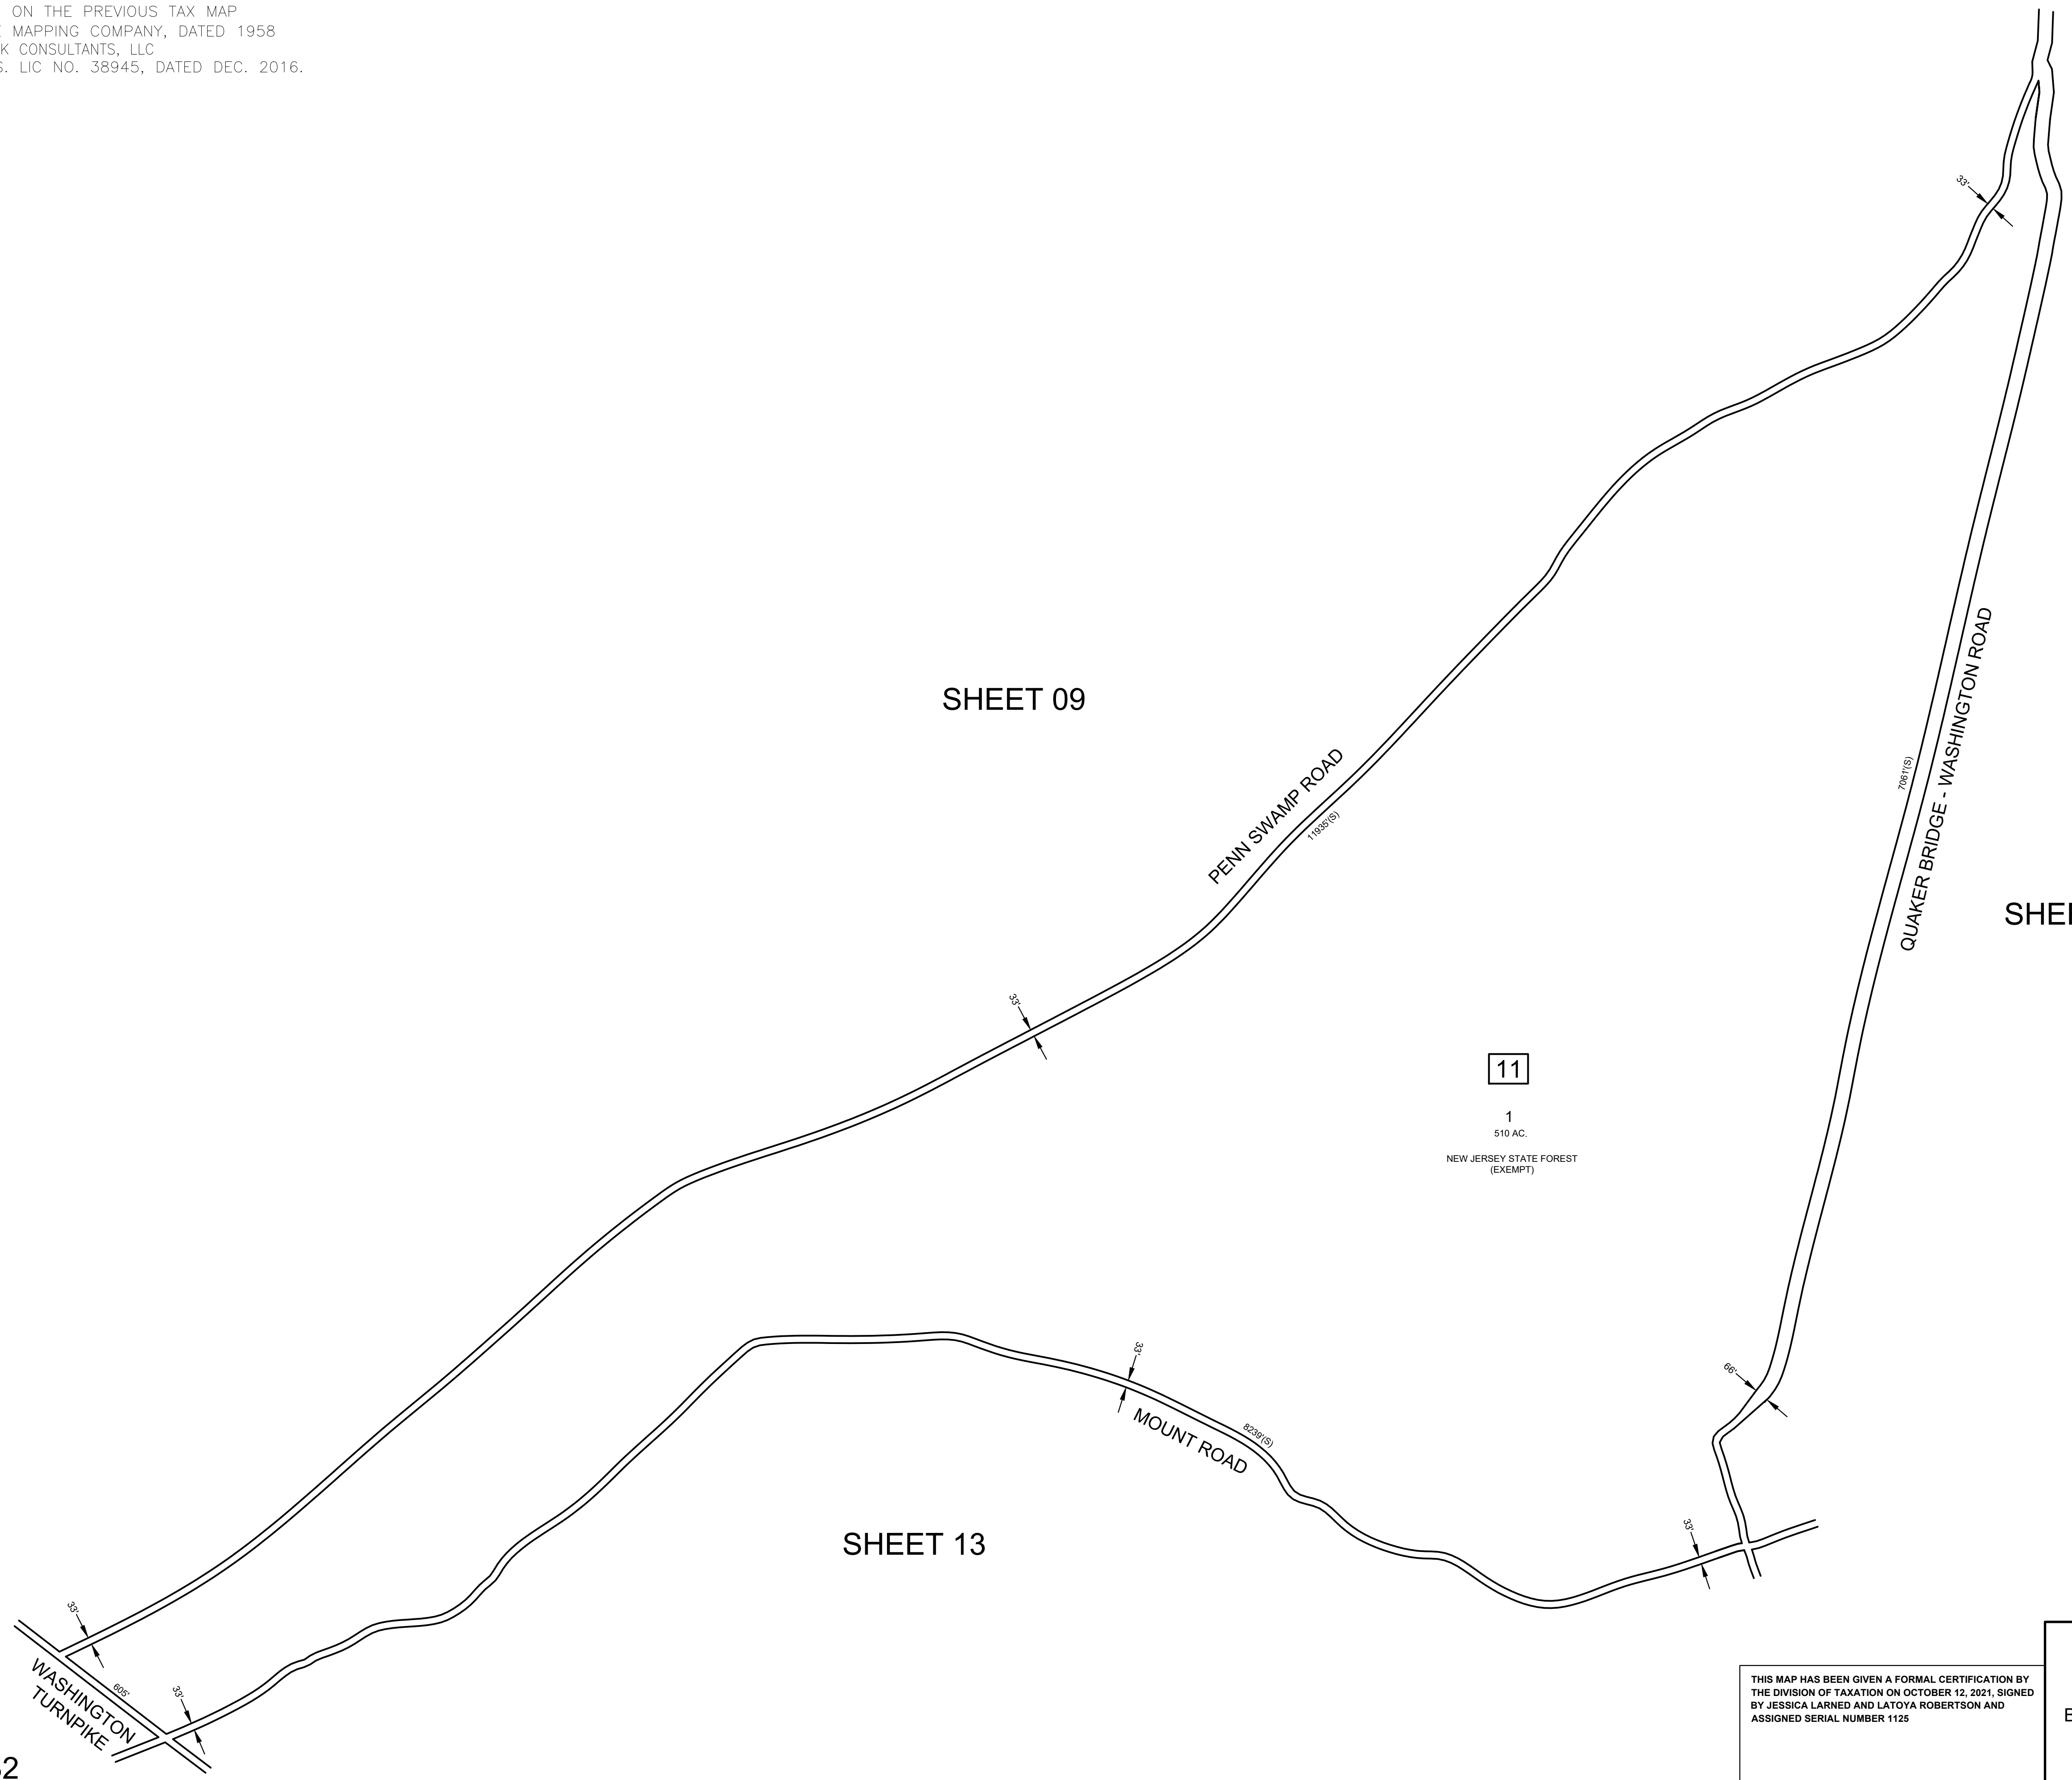 ON THE PREVIOUS TAX MAP
MAPPING COMPANY, DATED 1958
CONSULTANTS, LLC
LIC NO. 38945, DATED DEC. 2016.
33'
SHEET 09
QUAKER BRIDGE - WASHINGTON ROAD
7061'(S)
PENN SWAMP ROAD
11935'(S)
33'
11
1
510 AC.
NEW JERSEY STATE FOREST
(EXEMPT)
33'
MOUNT ROAD
8239'(S)
66'
33'
SHEET 13
33'
605'
33'
WASHINGTON
TURNPIKE
THIS MAP HAS BEEN GIVEN A FORMAL CERTIFICATION BY
THE DIVISION OF TAXATION ON OCTOBER 12, 2021, SIGNED
BY JESSICA LARNED AND LATOYA ROBERTSON AND
ASSIGNED SERIAL NUMBER 1125